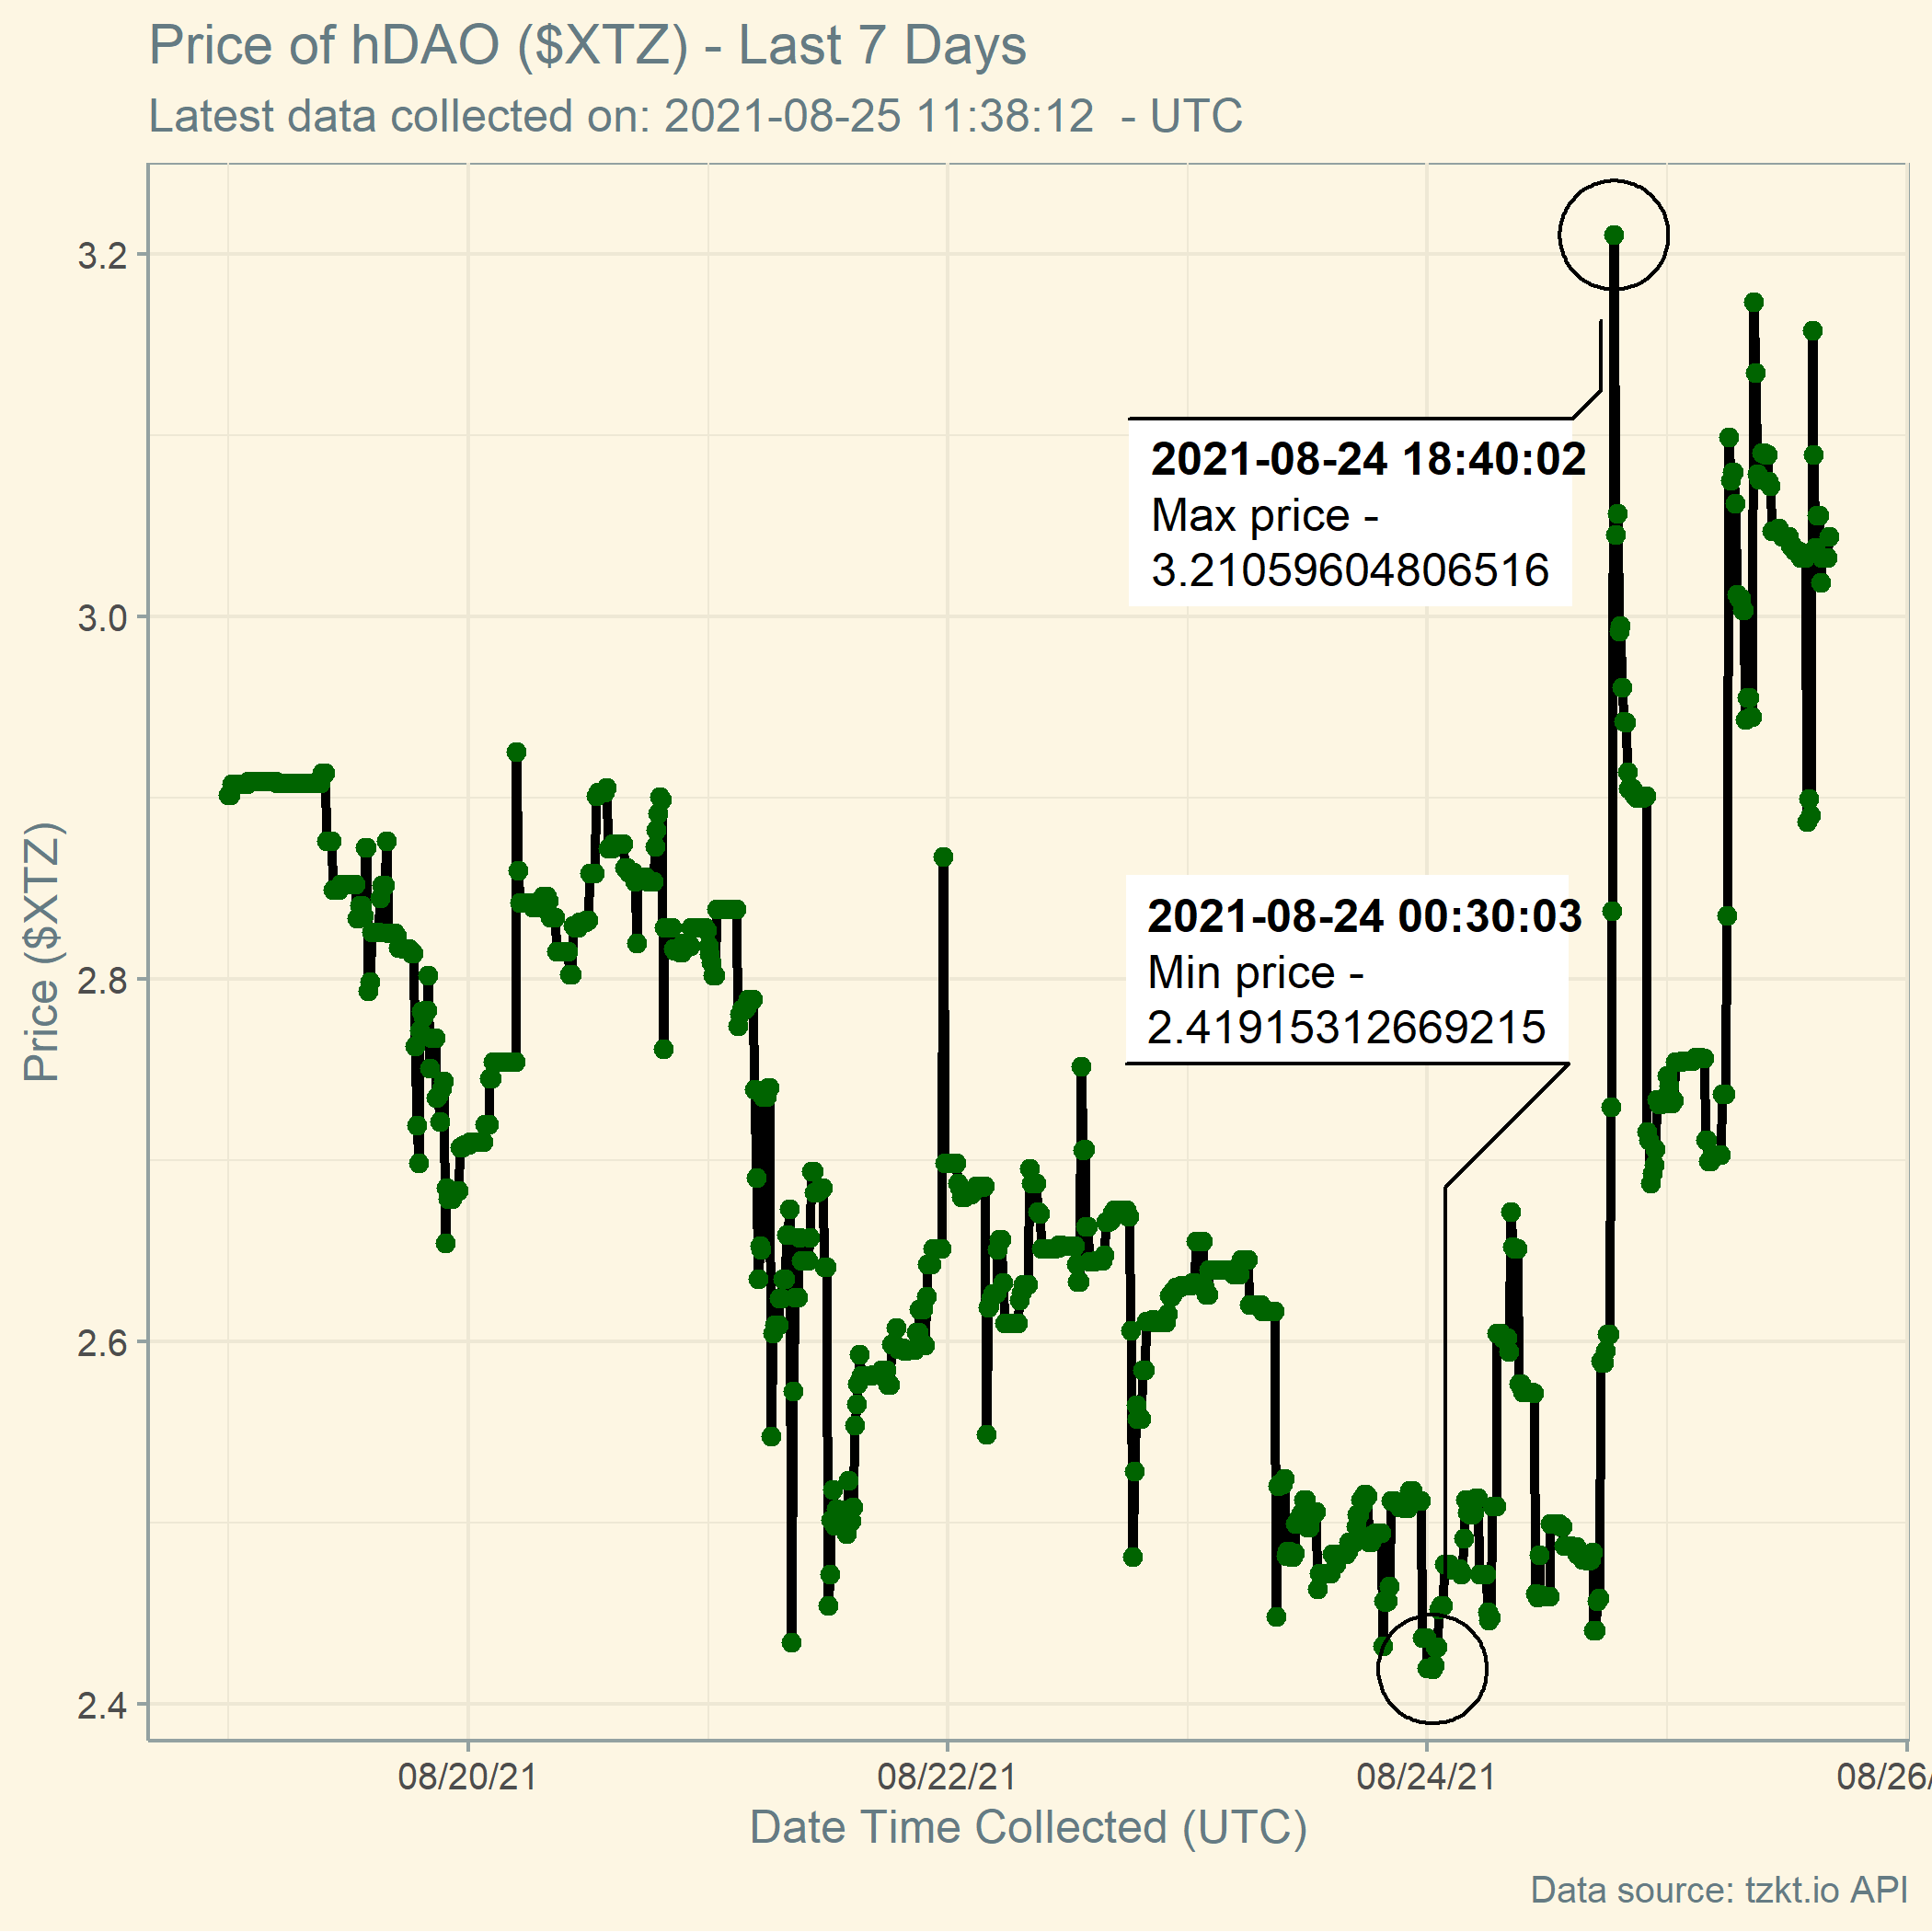 Price of hDAO ($XTZ) - Last 7 Days
Latest data collected on: 2021-08-25 11:38:12  - UTC
3.2
3.0
2.8
2.6
2.4
Price ($XTZ)
2021-08-24 18:40:02
Max price -
3.21059604806516
2021-08-24 00:30:03
Min price -
2.41915312669215
08/20/21
08/22/21
08/24/21
08/26/
Date Time Collected (UTC)
Data source: tzkt.io API